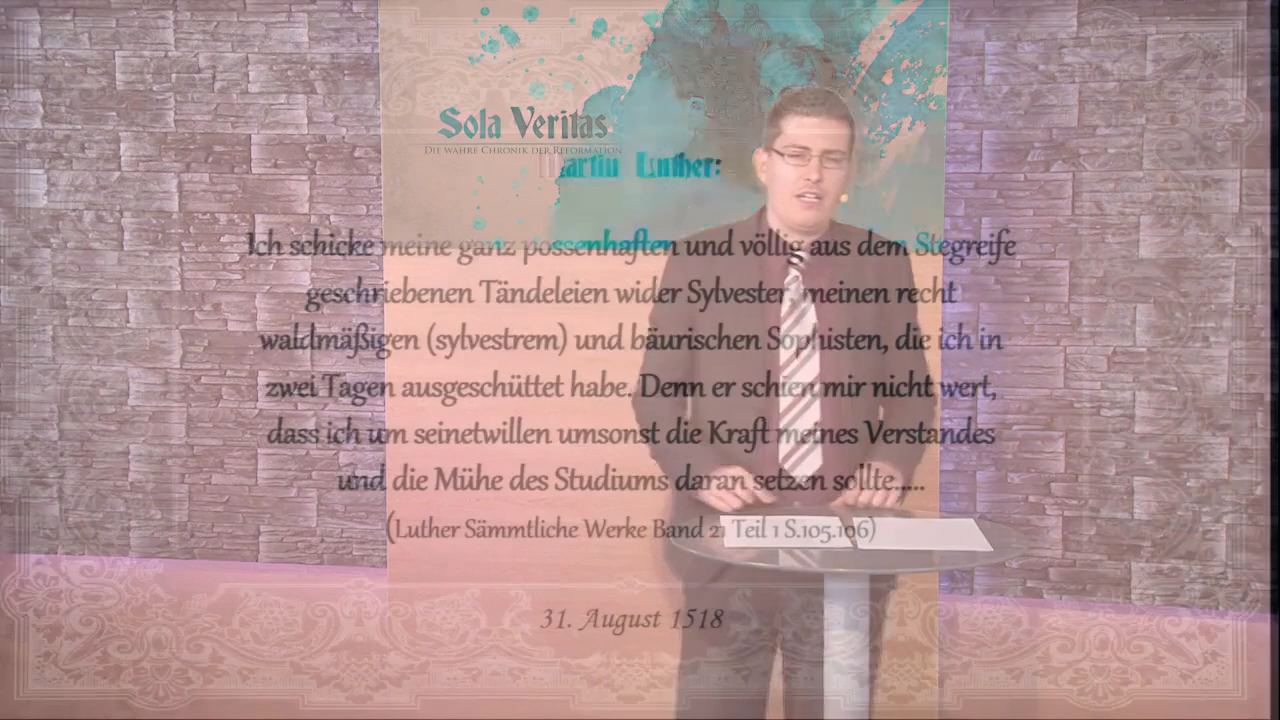 Sola Veritas
Die wahre Chronik der Reformation
Martin Luther:
Ich schicke meine ganz possenhaften und völlig aus dem Stegreife
geschriebenen Tändeleien wider Sylvester, meinen recht
waldmäßigen (sylvestrem) und bäurischen Sophisten, die ich in
zwei Tagen ausgeschüttet habe. Denn er schien mir nicht wert,
dass ich um seinetwillen umsonst die Kraft meines Verstandes
und die Mühe des Studiums daran setzen sollte.....
(Luther Sämmtliche Werke Band 21 Teil 1 S.105.106)
31. August 1518